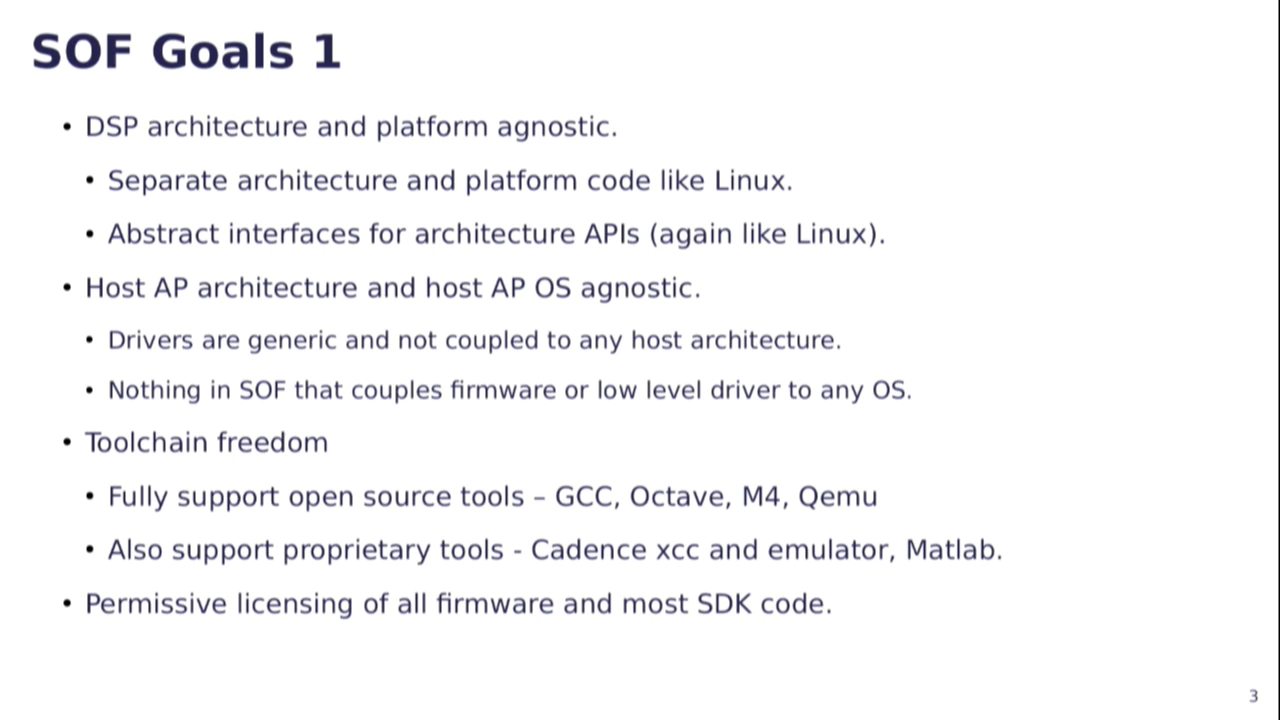 SOF Goals 1
• DSP architecture and platform agnostic.
• Separate architecture and platform code like Linux.
• Abstract interfaces for architecture APIs (again like Linux).
• Host AP architecture and host AP OS agnostic.
• Drivers are generic and not coupled to any host architecture.
• Nothing in SOF that couples firmware or low level driver to any OS.
• Toolchain freedom
• Fully support open source tools – GCC, Octave, M4, Qemu
• Also support proprietary tools - Cadence xcc and emulator, Matlab.
• Permissive licensing of all firmware and most SDK code.
3